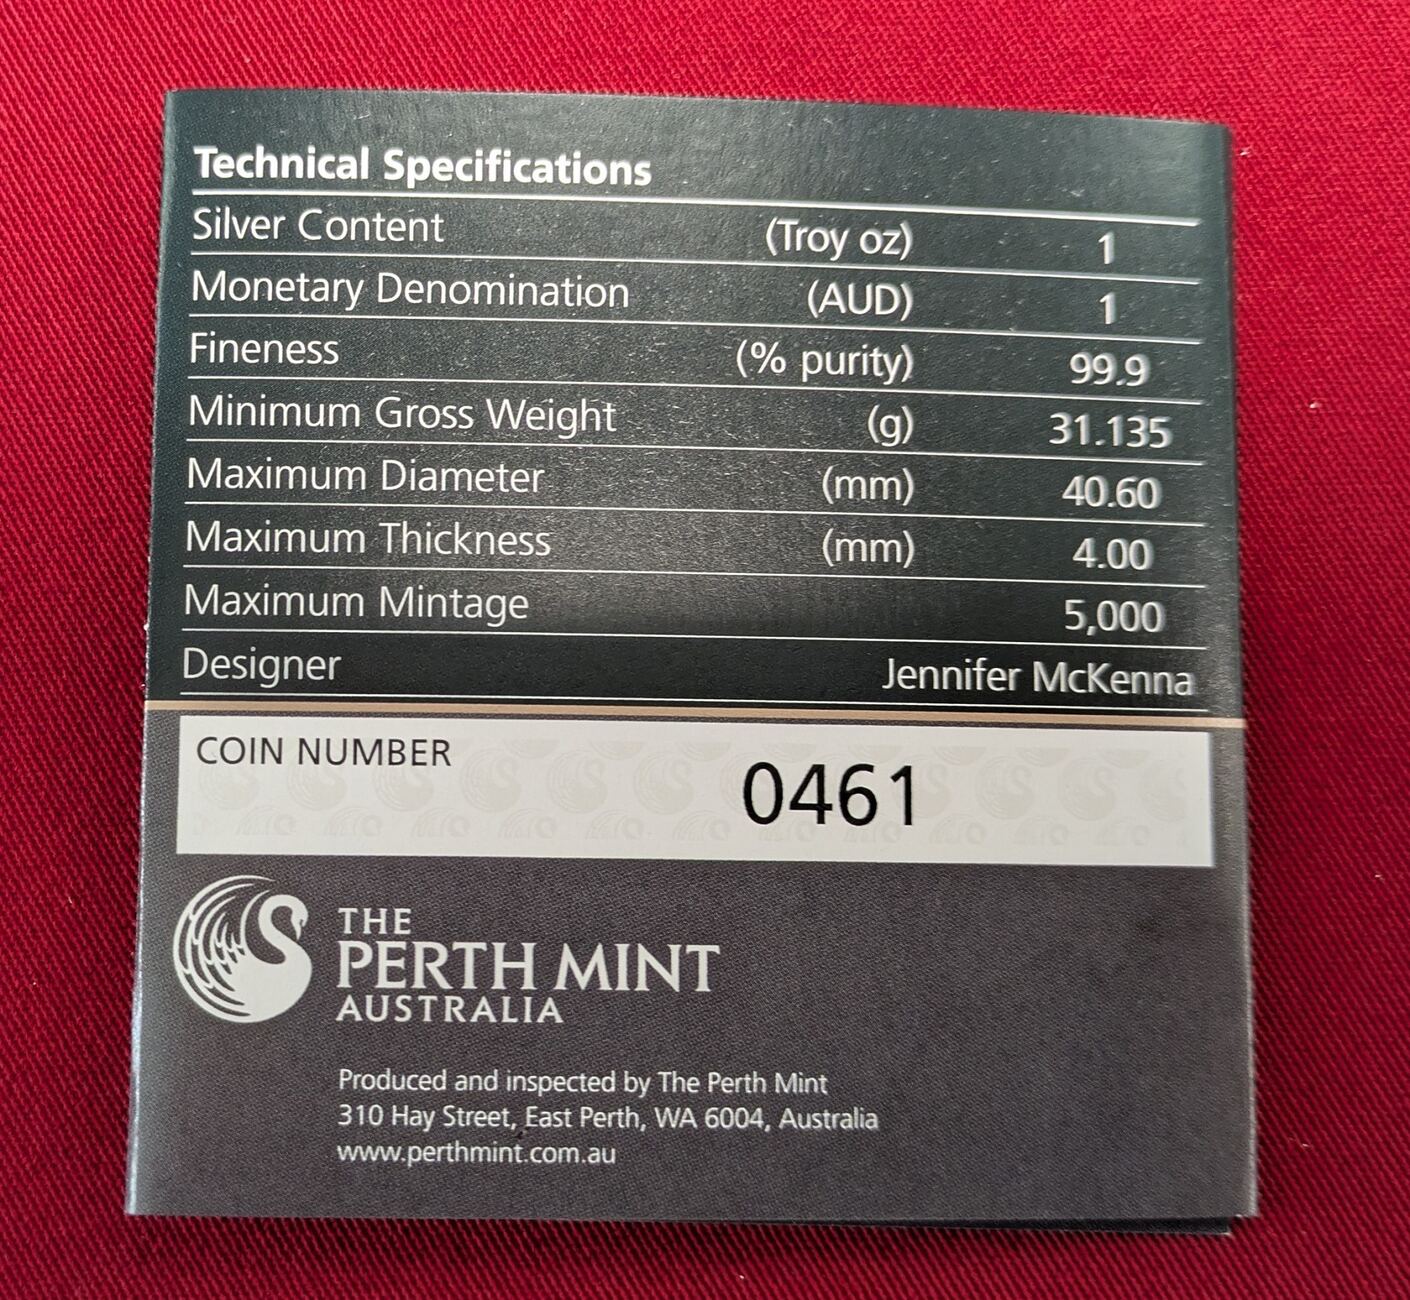 Technical Specifications
Silver Content (Troy oz) 1
Monetary Denomination (AUD) 1
Fineness (% purity) 99.9
Minimum Gross Weight (g) 31.135
Maximum Diameter (mm) 40.60
Maximum Thickness (mm) 4.00
Maximum Mintage 5,000
Designer Jennifer McKenna
COIN NUMBER 0461
THE
PERTH MINT
AUSTRALIA
Produced and inspected by The Perth Mint
310 Hay Street, East Perth, WA 6004, Australia
www.perthmint.com.au